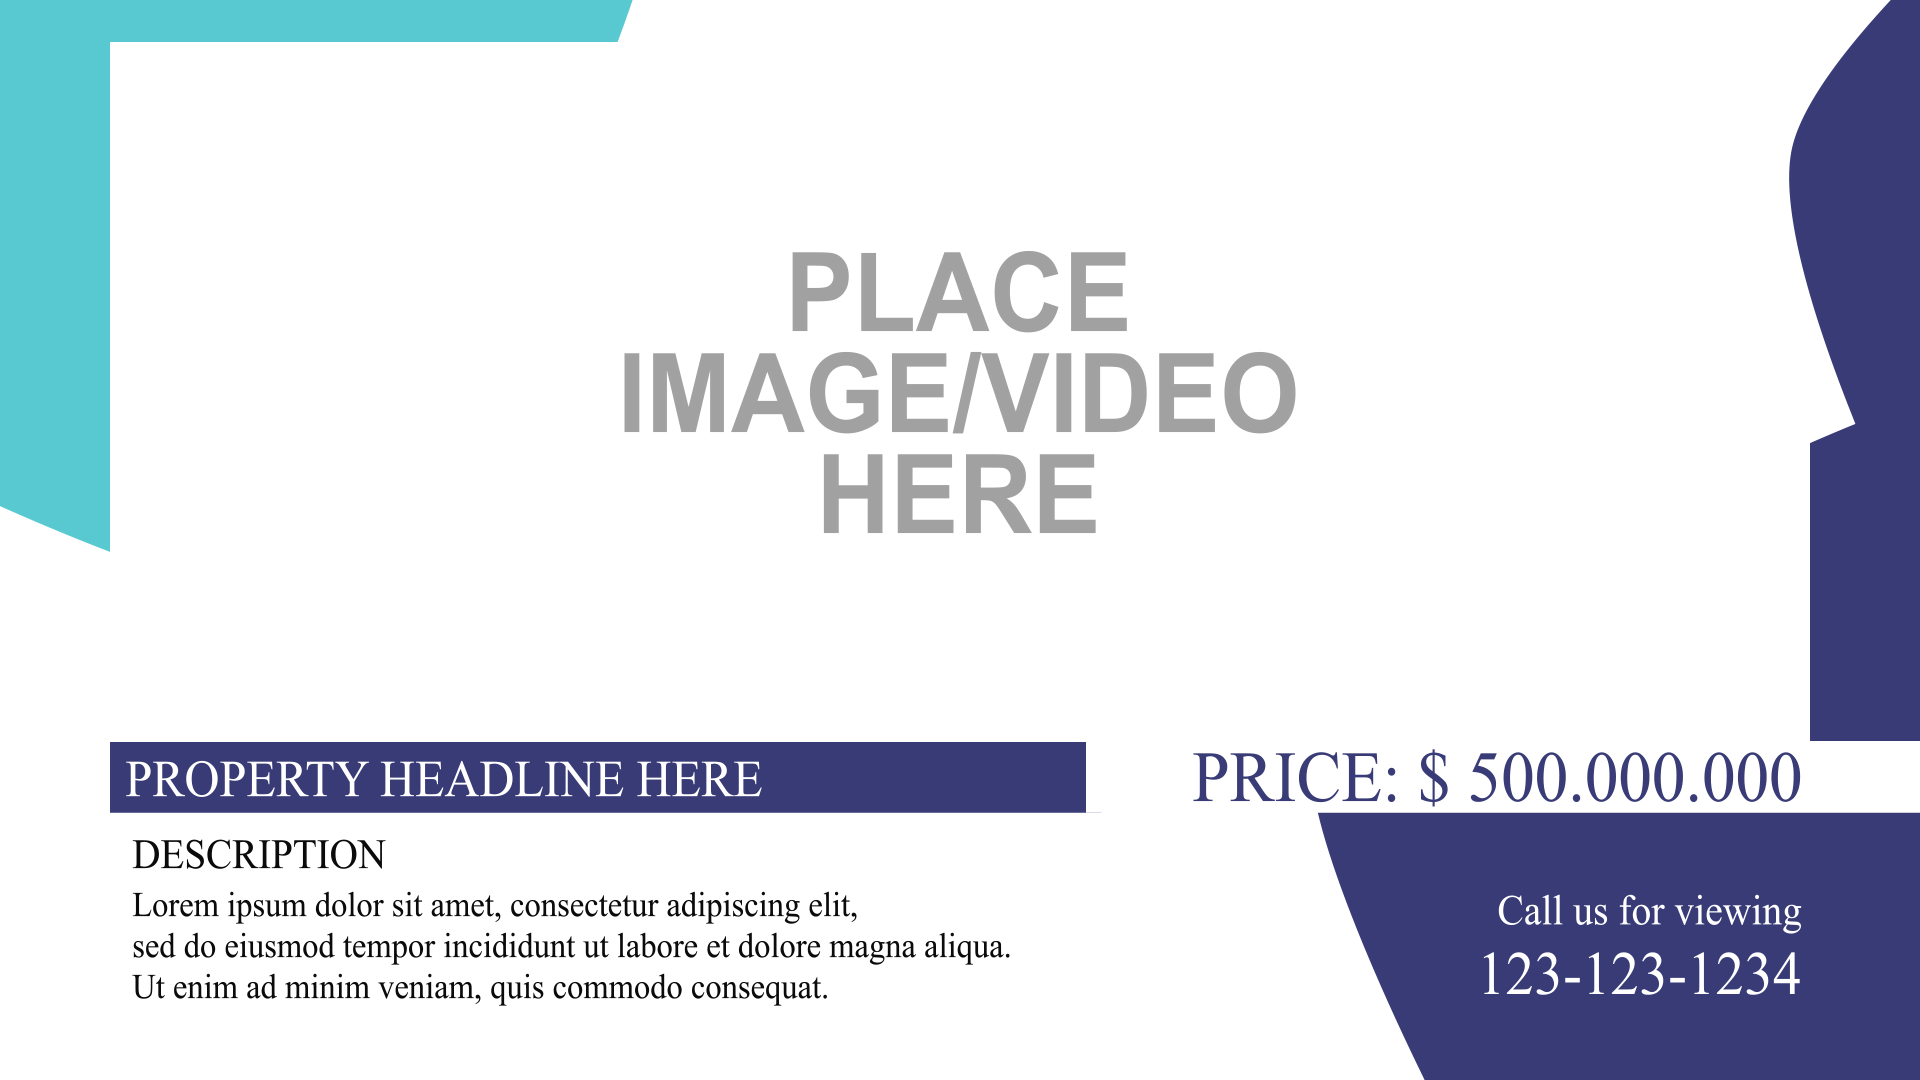 PLACE
IMAGE/VIDEO
HERE
PROPERTY HEADLINE HERE
PRICE: $ 500.000.000
DESCRIPTION
Lorem ipsum dolor sit amet, consectetur adipiscing elit,
sed do eiusmod tempor incididunt ut labore et dolore magna aliqua.
Ut enim ad minim veniam, quis commodo consequat.
Call us for viewing
123-123-1234